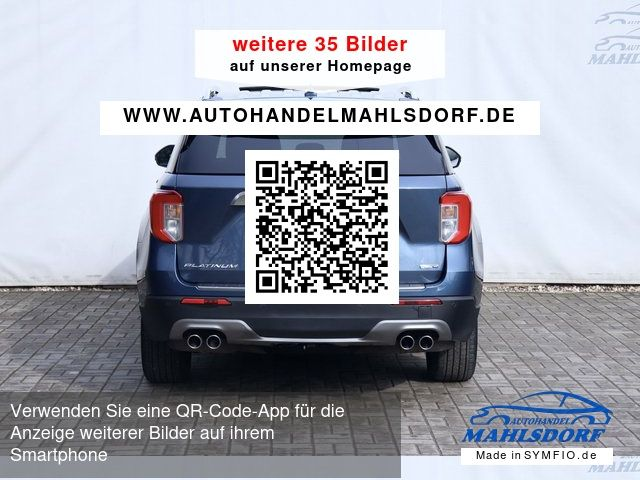 weitere 35 Bilder
auf unserer Homepage
WWW.AUTOHANDELMAHLSDORF.DE
PLATINUM
Verwenden Sie eine QR-Code-App für die
Anzeige weiterer Bilder auf ihrem
Smartphone
AUTOHANDEL
MAHLSDORF
Made in SYMFIO.de
MAHLSDORF